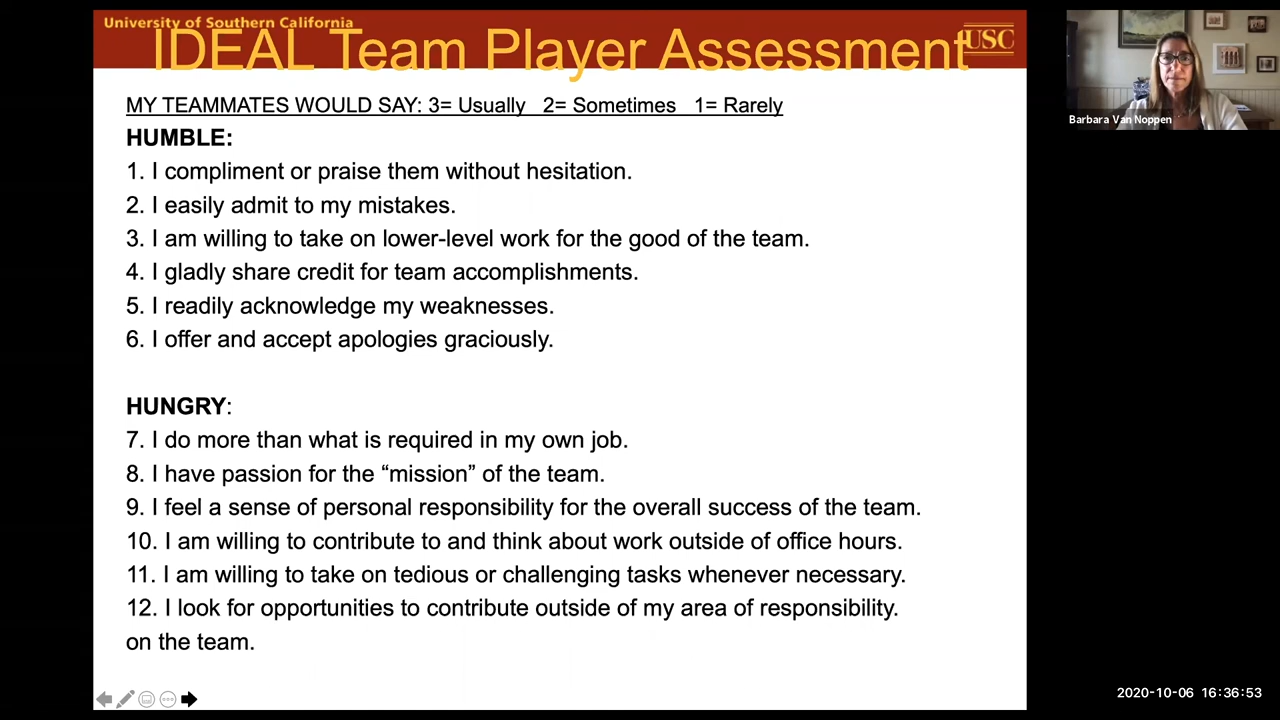 University of Southern California
IDEAL Team Player Assessment
USC
MY TEAMMATES WOULD SAY: 3= Usually 2= Sometimes 1= Rarely
HUMBLE:
1. I compliment or praise them without hesitation.
2. I easily admit to my mistakes.
3. I am willing to take on lower-level work for the good of the team.
4. I gladly share credit for team accomplishments.
5. I readily acknowledge my weaknesses.
6. I offer and accept apologies graciously.
HUNGRY:
7. I do more than what is required in my own job.
8. I have passion for the “mission” of the team.
9. I feel a sense of personal responsibility for the overall success of the team.
10. I am willing to contribute to and think about work outside of office hours.
11. I am willing to take on tedious or challenging tasks whenever necessary.
12. I look for opportunities to contribute outside of my area of responsibility.
on the team.
Barbara Van Noppen
2020-10-06 16:36:53